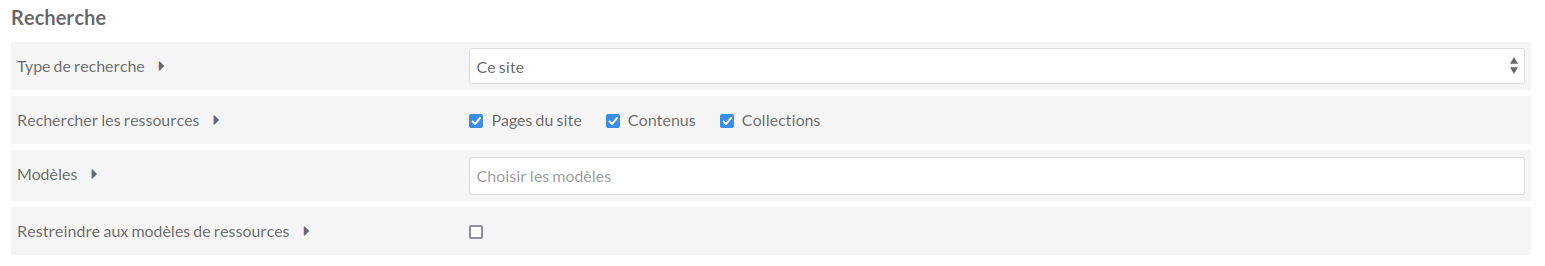 Recherche
Type de recherche
Ce site
Rechercher les ressources
Pages du site Contenus Collections
Modèles
Choisir les modèles
Restreindre aux modèles de ressources